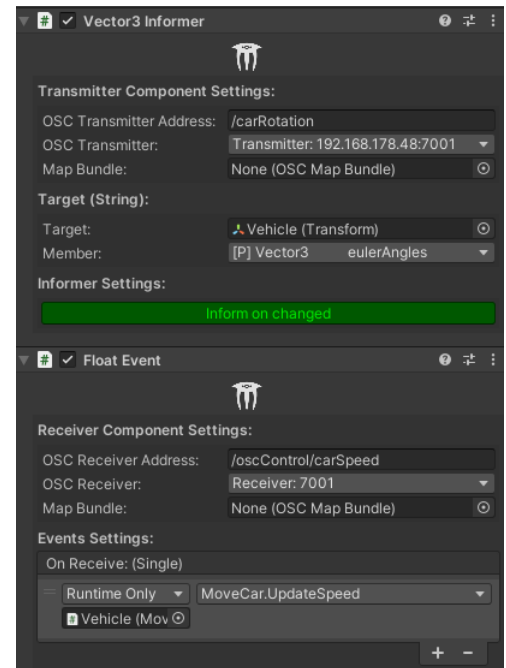 # Vector3 Informer
Transmitter Component Settings:
OSC Transmitter Address: /carRotation
OSC Transmitter: Transmitter: 192.168.178.48:7001
Map Bundle: None (OSC Map Bundle)
Target (String):
Target: Vehicle (Transform)
Member: [P] Vector3 eulerAngles
Informer Settings:
Inform on changed
# Float Event
Receiver Component Settings:
OSC Receiver Address: /oscControl/carSpeed
OSC Receiver: Receiver: 7001
Map Bundle: None (OSC Map Bundle)
Events Settings:
On Receive: (Single)
Runtime Only MoveCar.UpdateSpeed
# Vehicle (Mov
+ −